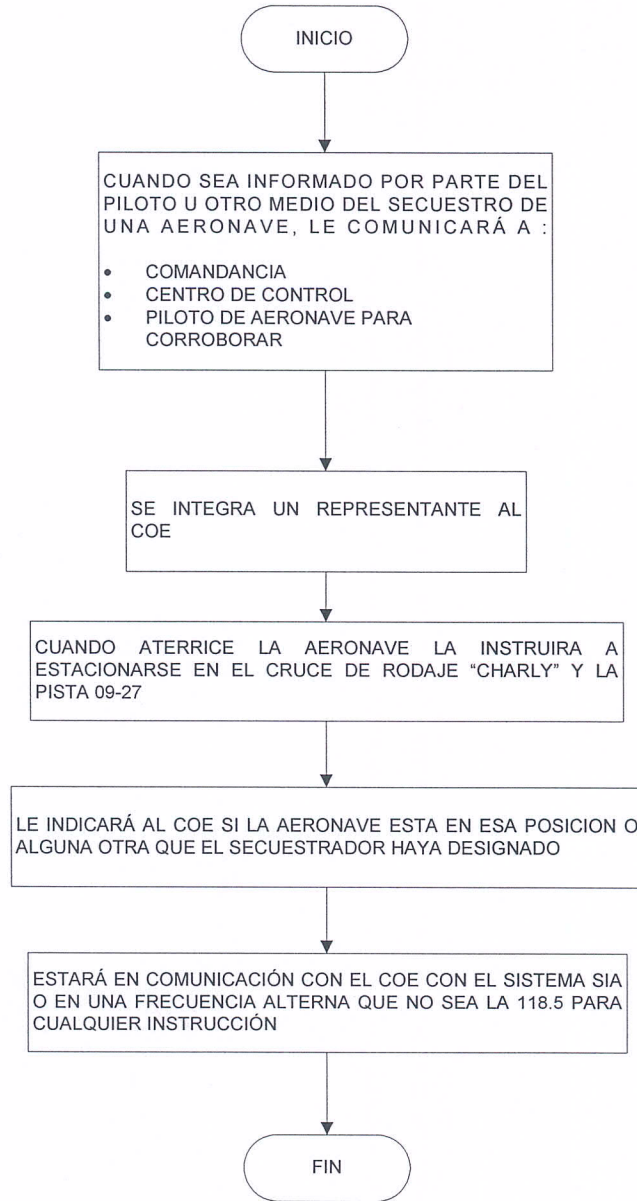 INICIO
CUANDO SEA INFORMADO POR PARTE DEL
PILOTO U OTRO MEDIO DEL SECUESTRO DE
UNA AERONAVE, LE COMUNICARÁ A :
• COMANDANCIA
• CENTRO DE CONTROL
• PILOTO DE AERONAVE PARA
CORROBORAR
SE INTEGRA UN REPRESENTANTE AL
COE
CUANDO ATERRICE LA AERONAVE LA INSTRUIRA A
ESTACIONARSE EN EL CRUCE DE RODAJE “CHARLY” Y LA
PISTA 09-27
LE INDICARÁ AL COE SI LA AERONAVE ESTA EN ESA POSICION O
ALGUNA OTRA QUE EL SECUESTRADOR HAYA DESIGNADO
ESTARÁ EN COMUNICACIÓN CON EL COE CON EL SISTEMA SIA
O EN UNA FRECUENCIA ALTERNA QUE NO SEA LA 118.5 PARA
CUALQUIER INSTRUCCIÓN
FIN